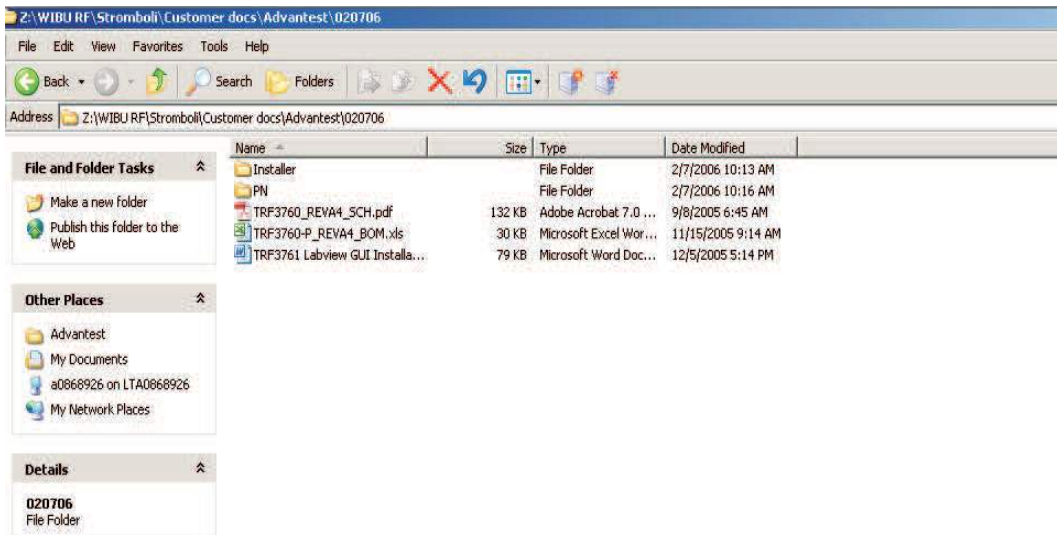 Z:\WIBU RF\Stromboli\Customer docs\Advantest\020706
File Edit View Favorites Tools Help
Back Search Folders
Address Z:\WIBU RF\Stromboli\Customer docs\Advantest\020706
File and Folder Tasks
Make a new folder
Publish this folder to the
Web
Other Places
Advantest
My Documents
a0868926 on LTA0868926
My Network Places
Details
020706
File Folder
Name Size Type Date Modified
Installer File Folder 2/7/2006 10:13 AM
PN File Folder 2/7/2006 10:16 AM
TRF3760_REVA4_SCH.pdf 132 KB Adobe Acrobat 7.0 ... 9/8/2005 6:45 AM
TRF3760-P_REVA4_BOM.xls 30 KB Microsoft Excel Wor... 11/15/2005 9:14 AM
TRF3761 Labview GUI Installa... 79 KB Microsoft Word Doc... 12/5/2005 5:14 PM